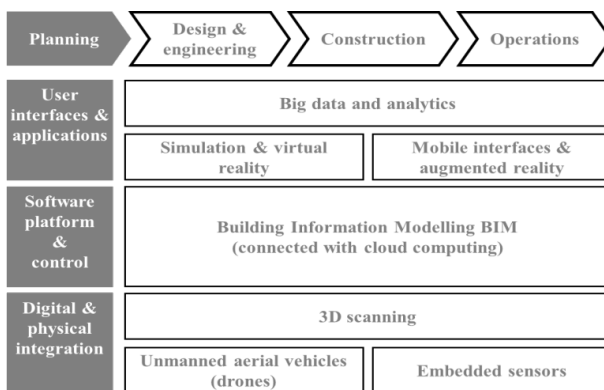 Planning
Design &
engineering
Construction
Operations
User
interfaces &
applications
Big data and analytics
Simulation & virtual
reality
Mobile interfaces &
augmented reality
Software
platform
&
control
Building Information Modelling BIM
(connected with cloud computing)
Digital &
physical
integration
3D scanning
Unmanned aerial vehicles
(drones)
Embedded sensors